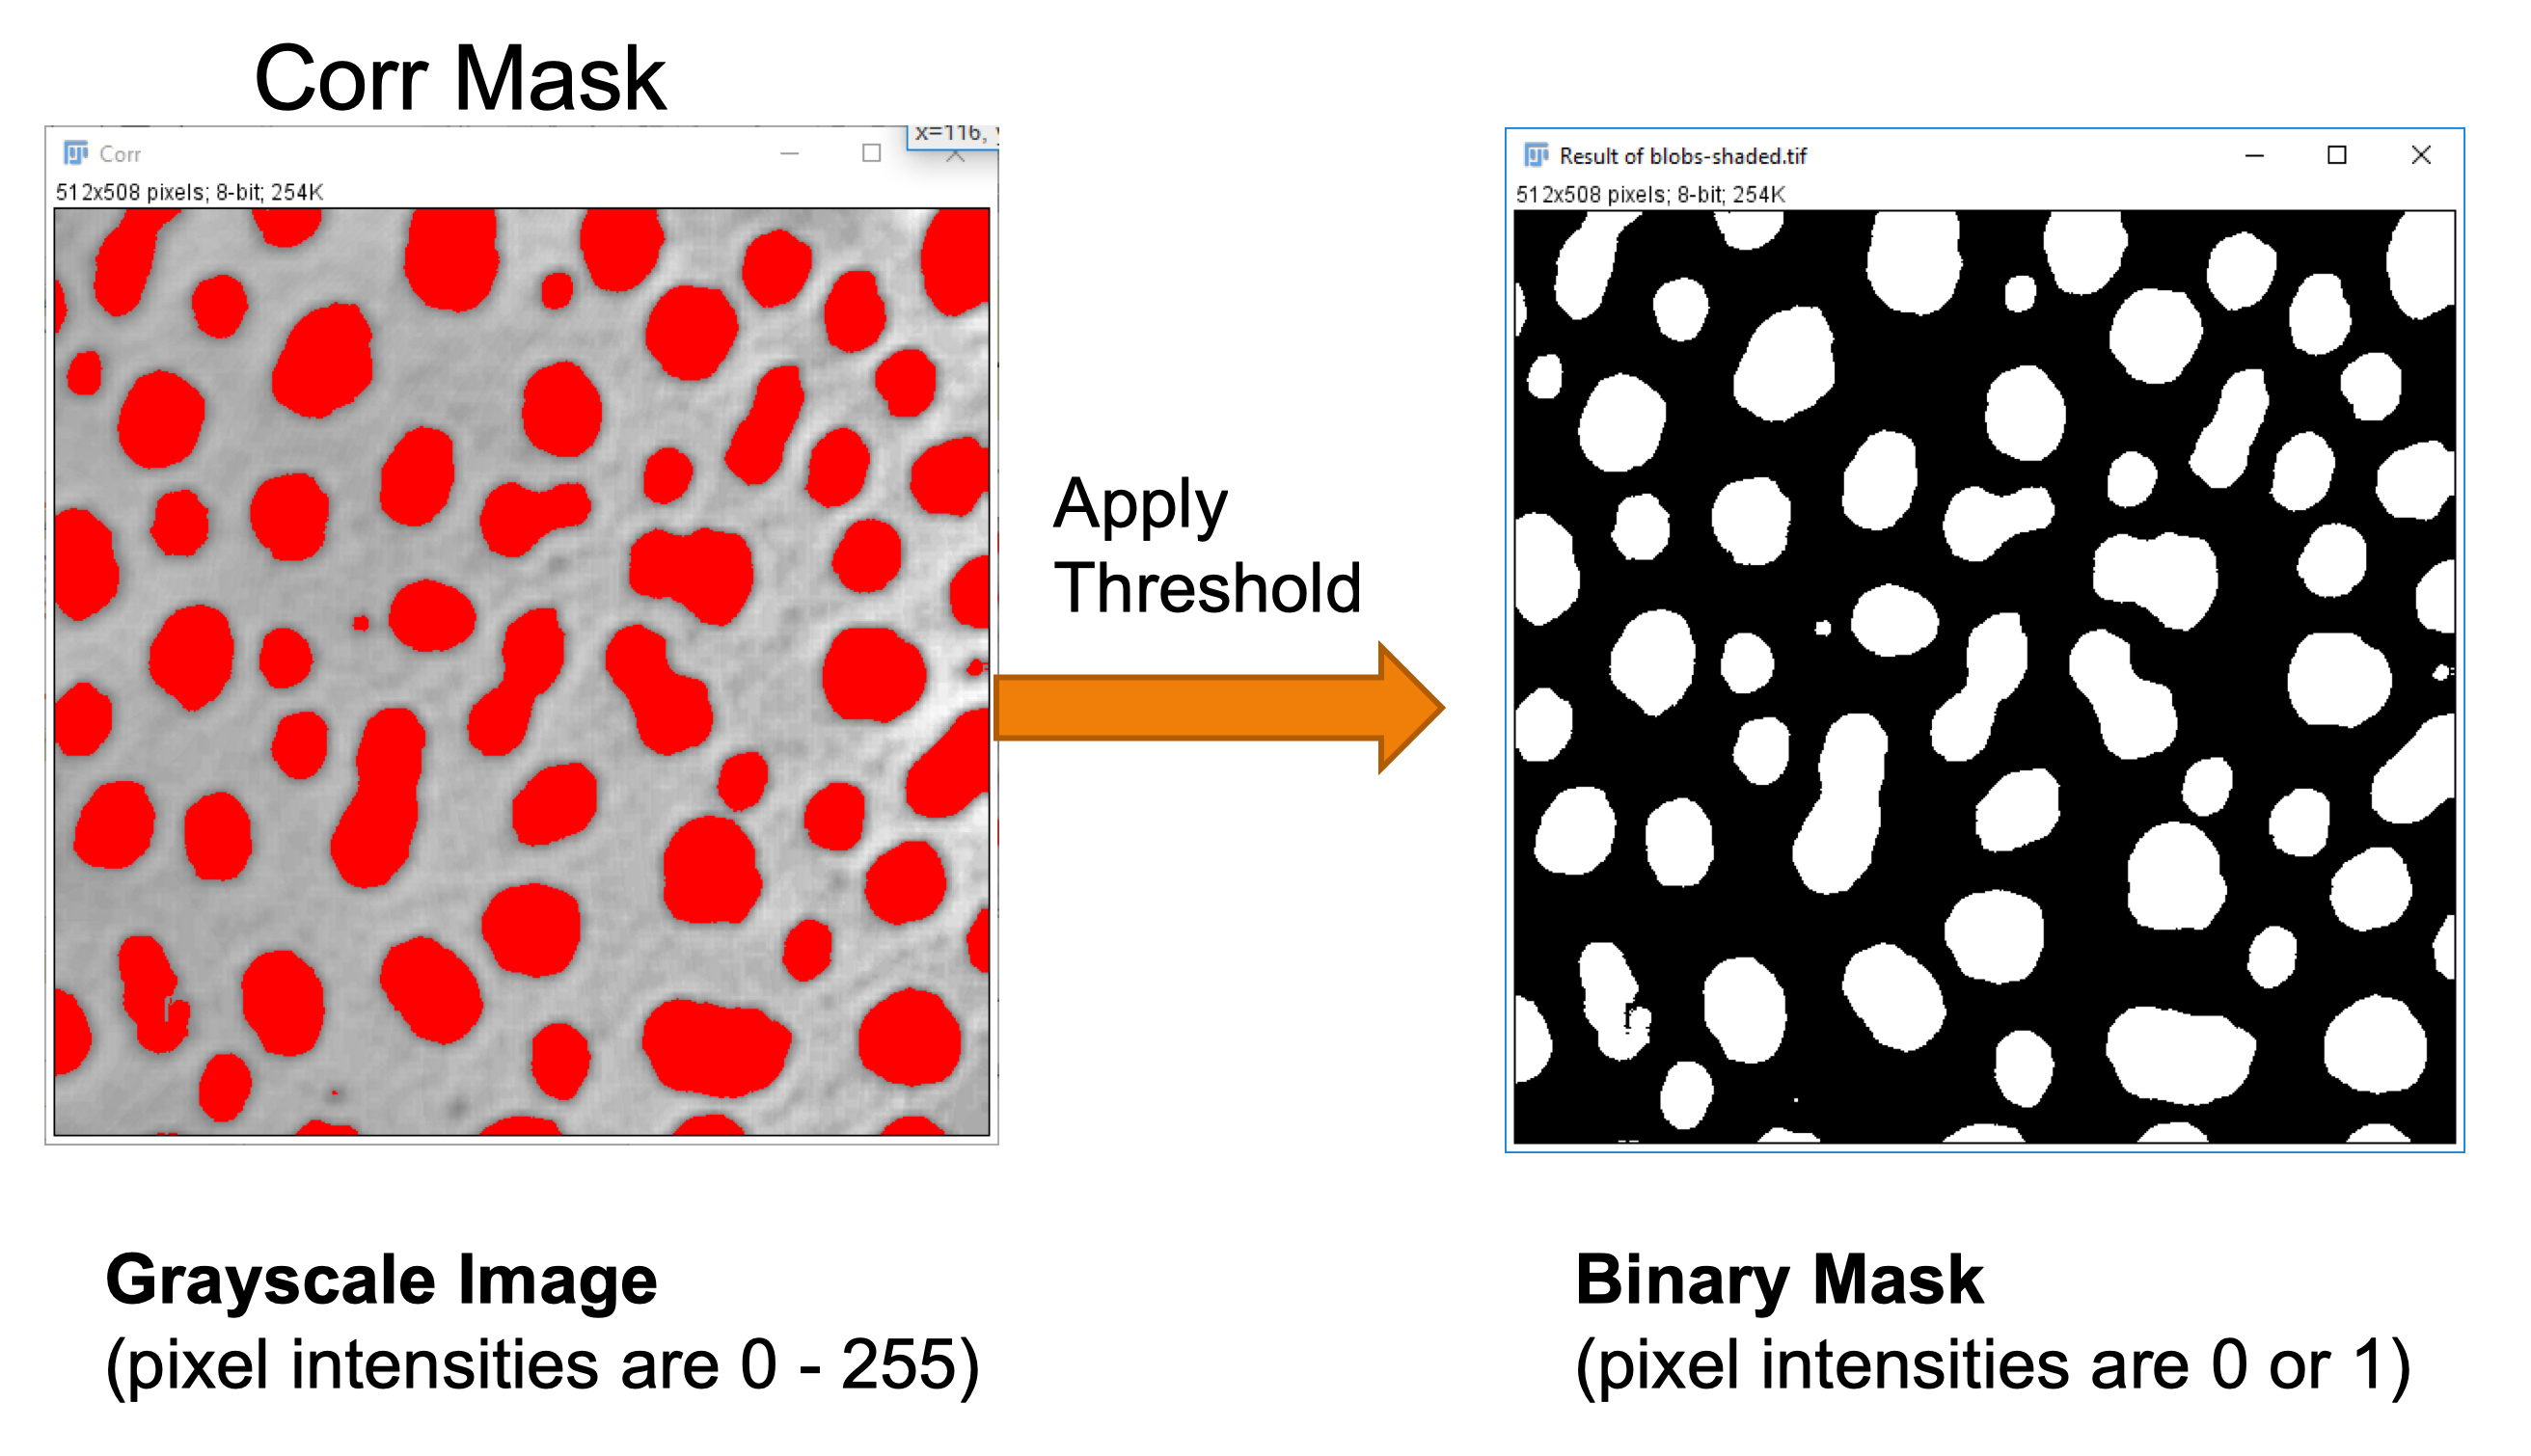 Corr Mask
Corr
x=116,
512x508 pixels; 8-bit; 254K
Result of blobs-shaded.tif
512x508 pixels; 8-bit; 254K
Apply
Threshold
Grayscale Image
(pixel intensities are 0 - 255)
Binary Mask
(pixel intensities are 0 or 1)